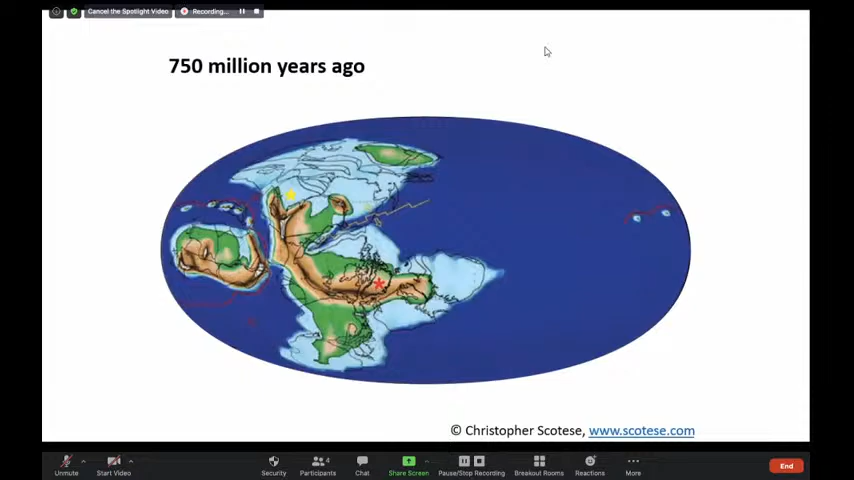 Cancel the Spotlight Video
Recording...
750 million years ago
© Christopher Scotese, www.scotese.com
4
Unmute
Start Video
Security
Participants
Chat
Share Screen
Pause/Stop Recording
Breakout Rooms
Reactions
More
End